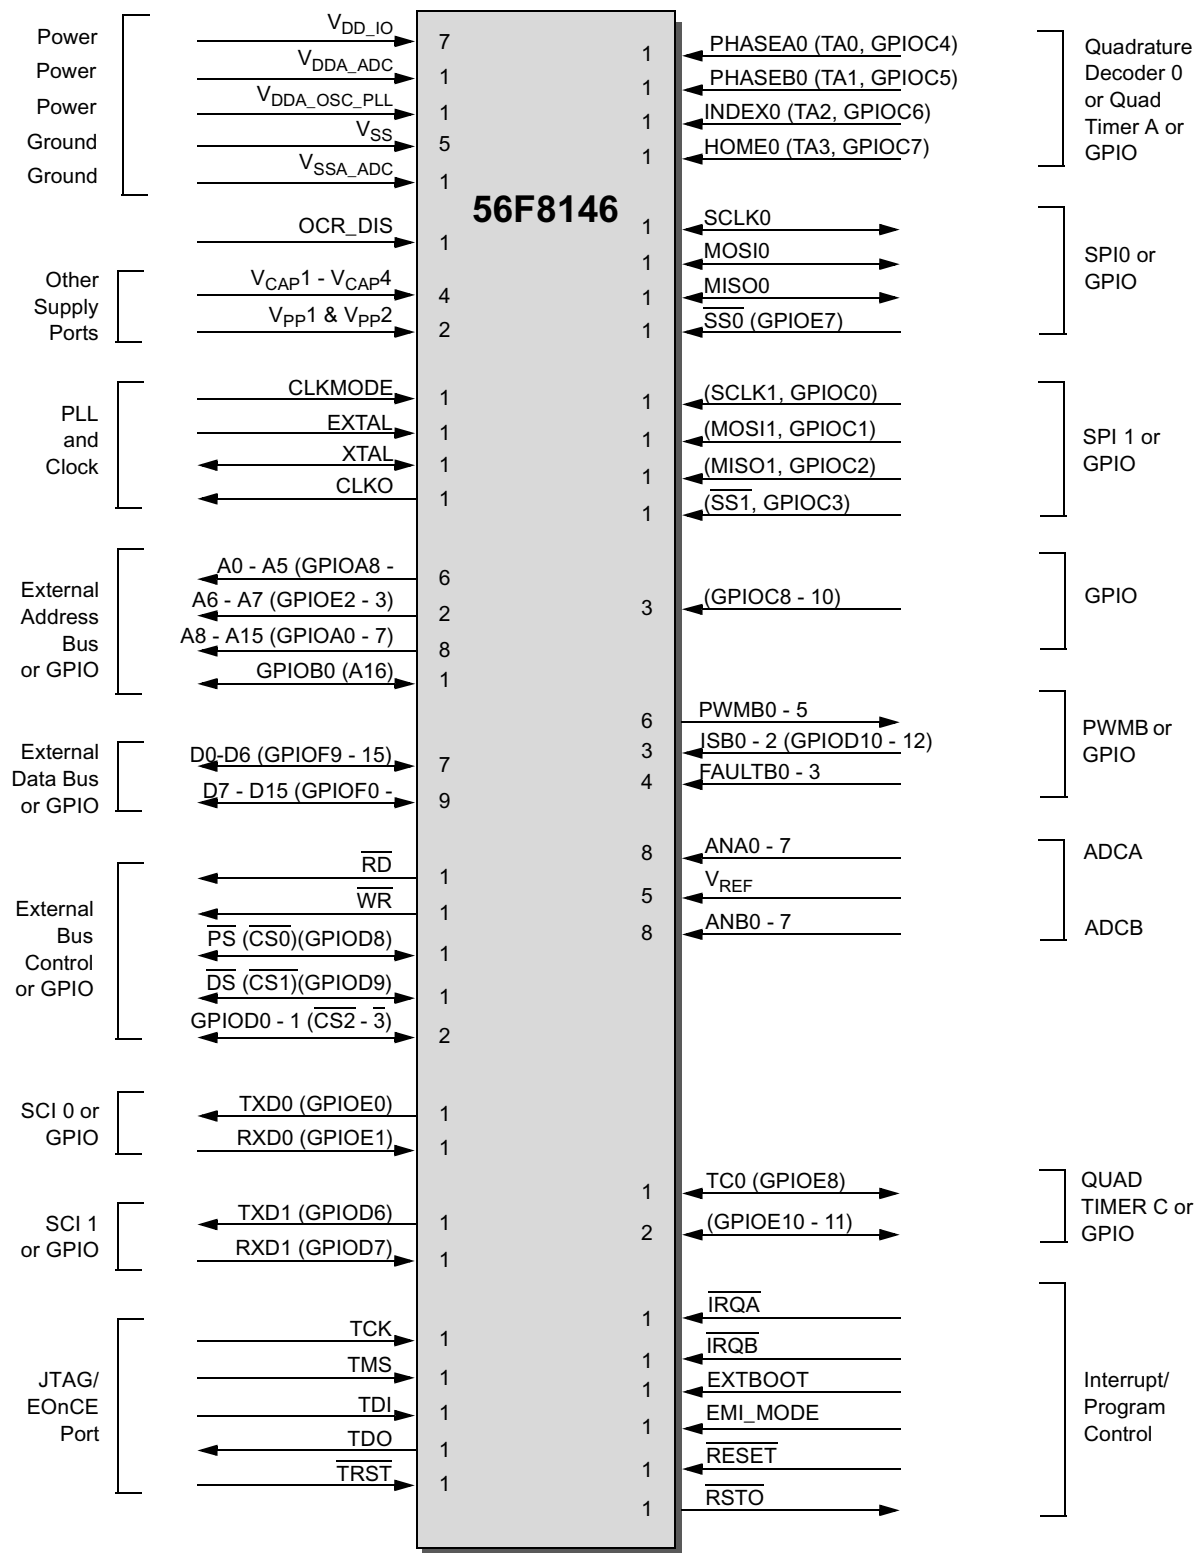 Power
Power
Power
Ground
Ground
VDD_IO 7
VDDA_ADC 1
VDDA_OSC_PLL 1
VSS 5
VSSA_ADC 1
OCR_DIS 1
Other
Supply
Ports
VCAP1 - VCAP4 4
VPP1 & VPP2 2
PLL
and
Clock
CLKMODE 1
EXTAL 1
XTAL 1
CLKO 1
External
Address
Bus
or GPIO
A0 - A5 (GPIOA8 - 6
A6 - A7 (GPIOE2 - 3) 2
A8 - A15 (GPIOA0 - 7) 8
GPIOB0 (A16) 1
External
Data Bus
or GPIO
D0-D6 (GPIOF9 - 15) 7
D7 - D15 (GPIOF0 - 9
External
Bus
Control
or GPIO
RD 1
WR 1
PS (CS0)(GPIOD8) 1
DS (CS1)(GPIOD9) 1
GPIOD0 - 1 (CS2 - 3) 2
SCI 0 or
GPIO
TXD0 (GPIOE0) 1
RXD0 (GPIOE1) 1
SCI 1
or GPIO
TXD1 (GPIOD6) 1
RXD1 (GPIOD7) 1
JTAG/
EOnCE
Port
TCK 1
TMS 1
TDI 1
TDO 1
TRST 1
56F8146
1 PHASEA0 (TA0, GPIOC4)
1 PHASEB0 (TA1, GPIOC5)
1 INDEX0 (TA2, GPIOC6)
1 HOME0 (TA3, GPIOC7)
Quadrature
Decoder 0
or Quad
Timer A or
GPIO
1 SCLK0
1 MOSI0
1 MISO0
1 SS0 (GPIOE7)
SPI0 or
GPIO
1 (SCLK1, GPIOC0)
1 (MOSI1, GPIOC1)
1 (MISO1, GPIOC2)
1 (SS1, GPIOC3)
SPI 1 or
GPIO
3 (GPIOC8 - 10)
GPIO
6 PWMB0 - 5
3 ISB0 - 2 (GPIOD10 - 12)
4 FAULTB0 - 3
PWMB or
GPIO
8 ANA0 - 7
5 VREF
8 ANB0 - 7
ADCA
ADCB
1 TC0 (GPIOE8)
2 (GPIOE10 - 11)
QUAD
TIMER C or
GPIO
1 IRQA
1 IRQB
1 EXTBOOT
1 EMI_MODE
1 RESET
1 RSTO
Interrupt/
Program
Control